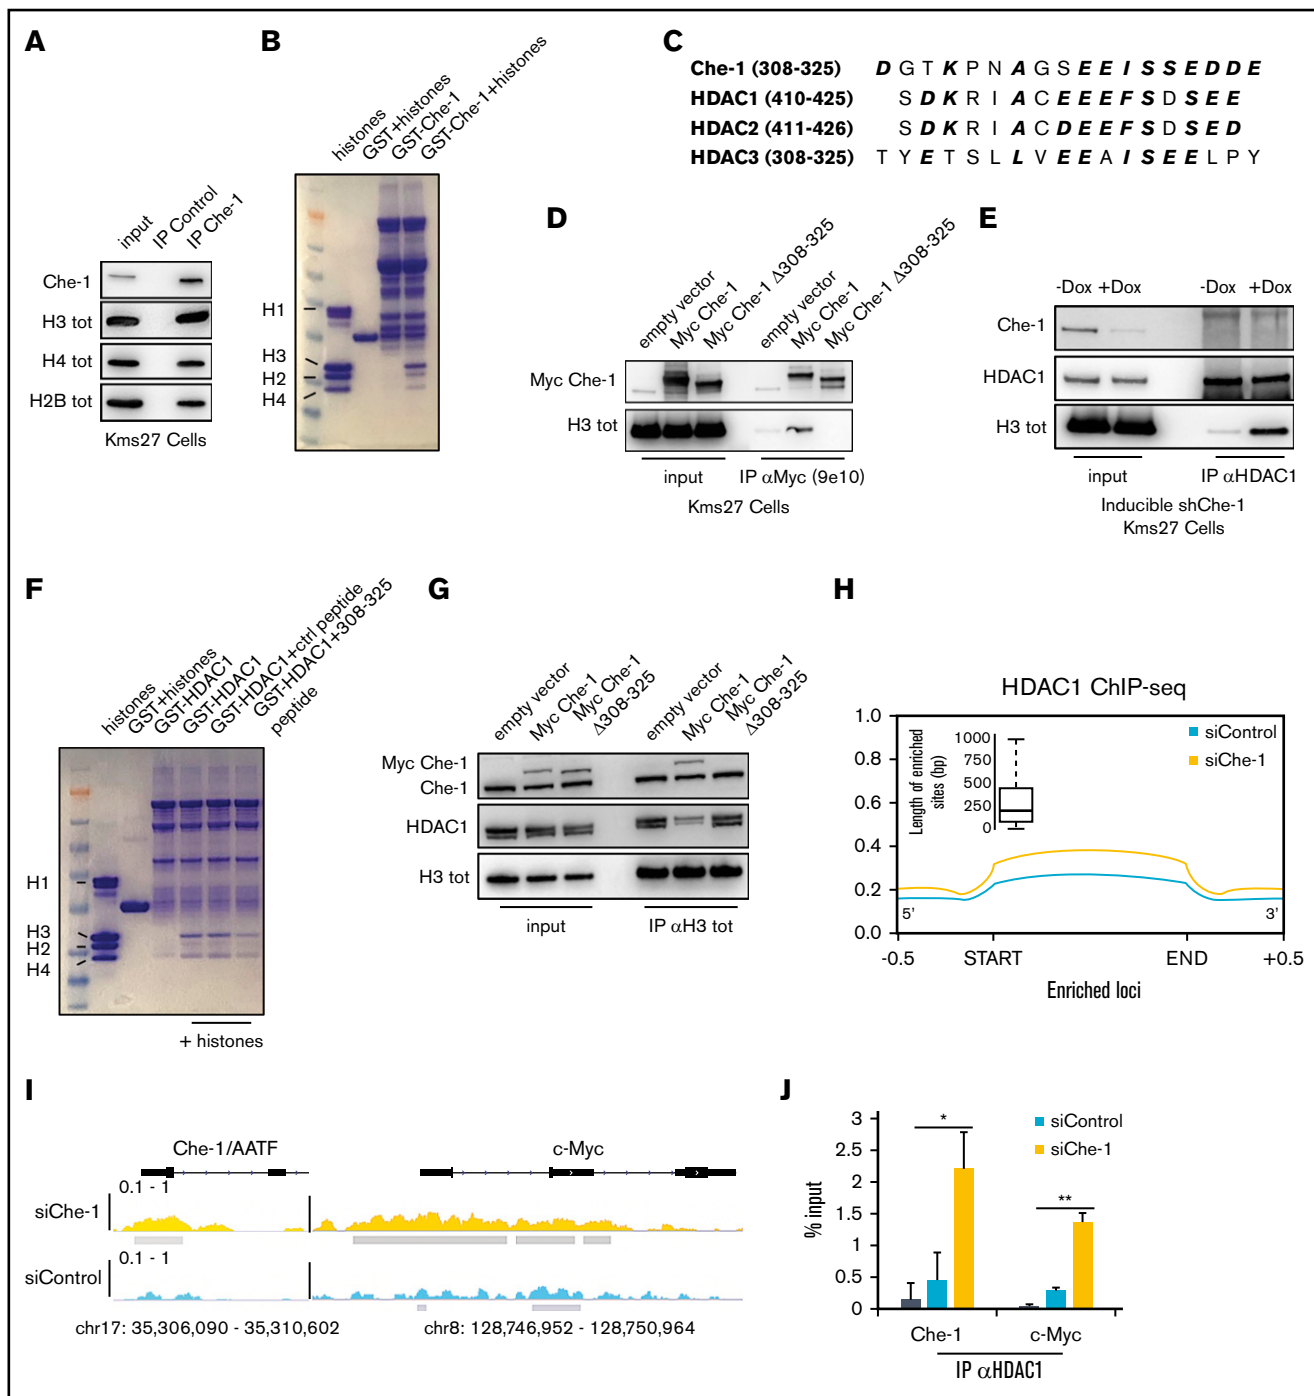 A
input
IP Control
IP Che-1
Che-1
H3 tot
H4 tot
H2B tot
Kms27 Cells
B
histones
GST+histones
GST-Che-1
GST-Che-1+histones
H1
H3
H2
H4
C
Che-1 (308-325) D G T K P N A G S E E I S S E D D E
HDAC1 (410-425) S D K R I A C E E E F S D S E E
HDAC2 (411-426) S D K R I A C D E E F S D S E D
HDAC3 (308-325) T Y E T S L L V E E A I S E E L P Y
D
empty vector
Myc Che-1
Myc Che-1 Δ308-325
empty vector
Myc Che-1
Myc Che-1 Δ308-325
Myc Che-1
H3 tot
input
IP αMyc (9e10)
Kms27 Cells
E
-Dox +Dox
-Dox +Dox
Che-1
HDAC1
H3 tot
input
IP αHDAC1
Inducible shChe-1
Kms27 Cells
F
histones
GST+histones
GST-HDAC1
GST-HDAC1
GST-HDAC1+ctrl peptide
GST-HDAC1+308-325
peptide
H1
H3
H2
H4
+ histones
G
empty vector
Myc Che-1
Myc Che-1
Δ308-325
empty vector
Myc Che-1
Myc Che-1
Δ308-325
Myc Che-1
Che-1
HDAC1
H3 tot
input
IP αH3 tot
H
HDAC1 ChIP-seq
1.0
0.8
0.6
0.4
0.2
0.0
Length of enriched
sites (bp)
1000
750
500
250
0
siControl
siChe-1
5'
3'
-0.5
START
END
+0.5
Enriched loci
I
Che-1/AATF
c-Myc
0.1 - 1
siChe-1
0.1 - 1
siControl
chr17: 35,306,090 - 35,310,602
chr8: 128,746,952 - 128,750,964
J
% input
3
2.5
2
1.5
1
0.5
0
*
**
siControl
siChe-1
Che-1
c-Myc
IP αHDAC1